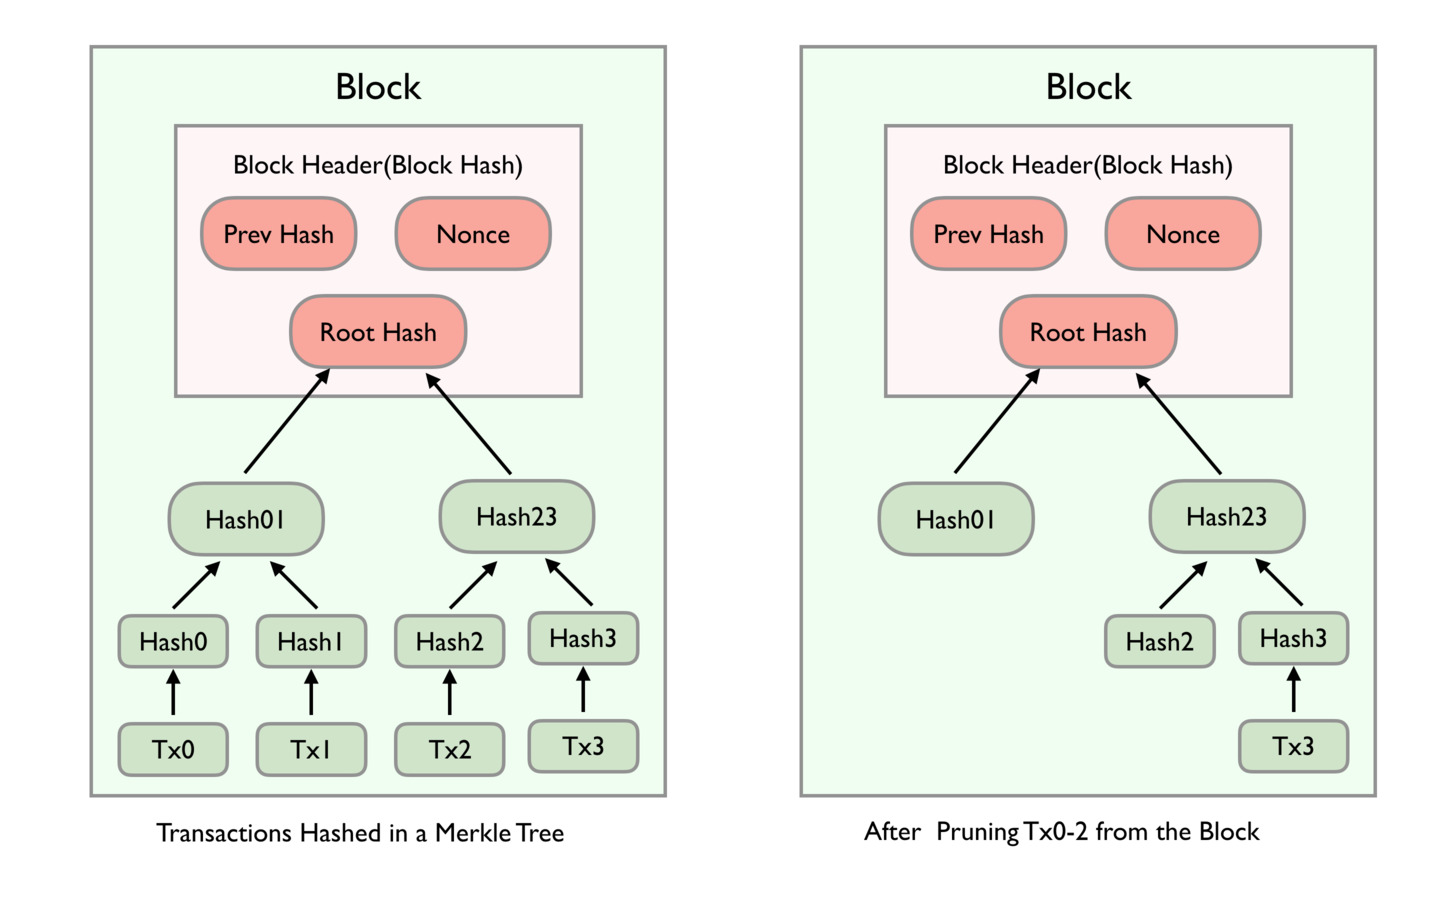 Block
Block Header(Block Hash)
Prev Hash
Nonce
Root Hash
Hash01
Hash23
Hash0
Hash1
Hash2
Hash3
Tx0
Tx1
Tx2
Tx3
Transactions Hashed in a Merkle Tree
Block
Block Header(Block Hash)
Prev Hash
Nonce
Root Hash
Hash01
Hash23
Hash2
Hash3
Tx3
After Pruning Tx0-2 from the Block